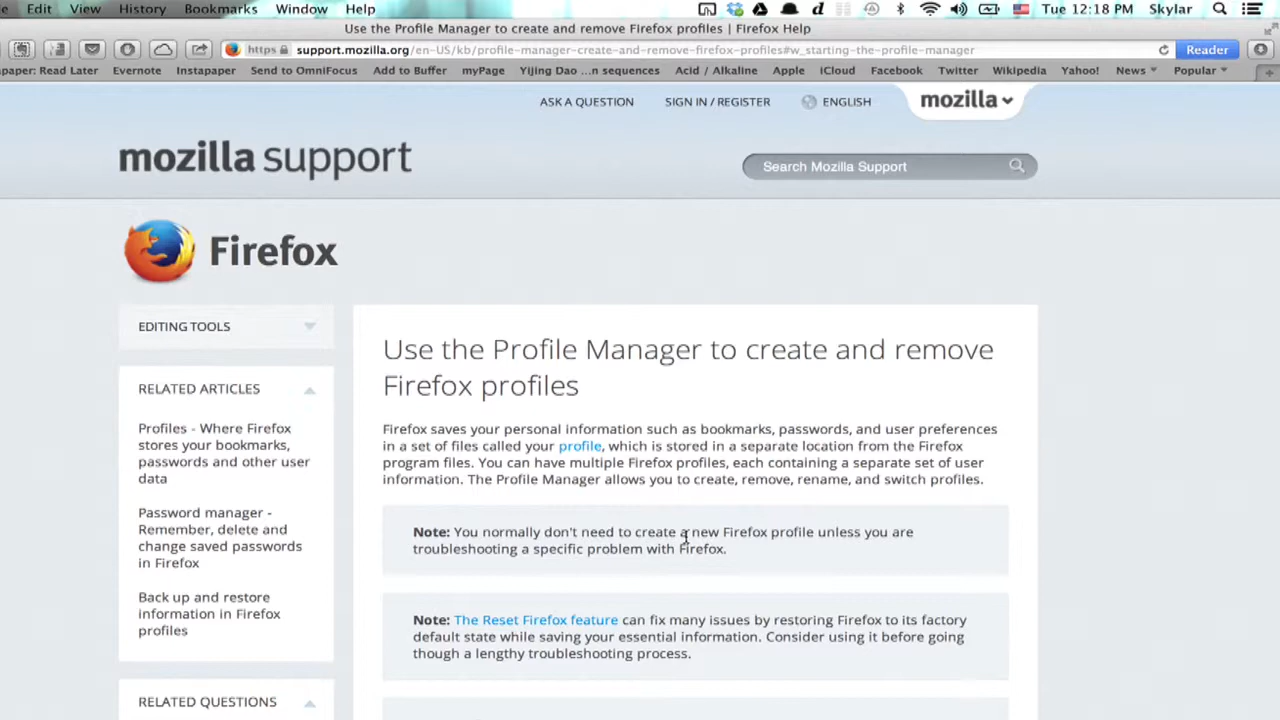 Edit View History Bookmarks Window Help Tue 12:18 PM Skylar
Use the Profile Manager to create and remove Firefox profiles | Firefox Help
https support.mozilla.org/en-US/kb/profile-manager-create-and-remove-firefox-profiles#w_starting-the-profile-manager Reader
apaper: Read Later Evernote Instapaper Send to OmniFocus Add to Buffer myPage Yijing Dao ...n sequences Acid / Alkaline Apple iCloud Facebook Twitter Wikipedia Yahoo! News Popular
ASK A QUESTION SIGN IN / REGISTER ENGLISH mozilla
mozilla support
Search Mozilla Support
Firefox
EDITING TOOLS
RELATED ARTICLES
Profiles - Where Firefox
stores your bookmarks,
passwords and other user
data
Password manager -
Remember, delete and
change saved passwords
in Firefox
Back up and restore
information in Firefox
profiles
RELATED QUESTIONS
Use the Profile Manager to create and remove
Firefox profiles
Firefox saves your personal information such as bookmarks, passwords, and user preferences
in a set of files called your profile, which is stored in a separate location from the Firefox
program files. You can have multiple Firefox profiles, each containing a separate set of user
information. The Profile Manager allows you to create, remove, rename, and switch profiles.
Note: You normally don't need to create a new Firefox profile unless you are
troubleshooting a specific problem with Firefox.
Note: The Reset Firefox feature can fix many issues by restoring Firefox to its factory
default state while saving your essential information. Consider using it before going
though a lengthy troubleshooting process.